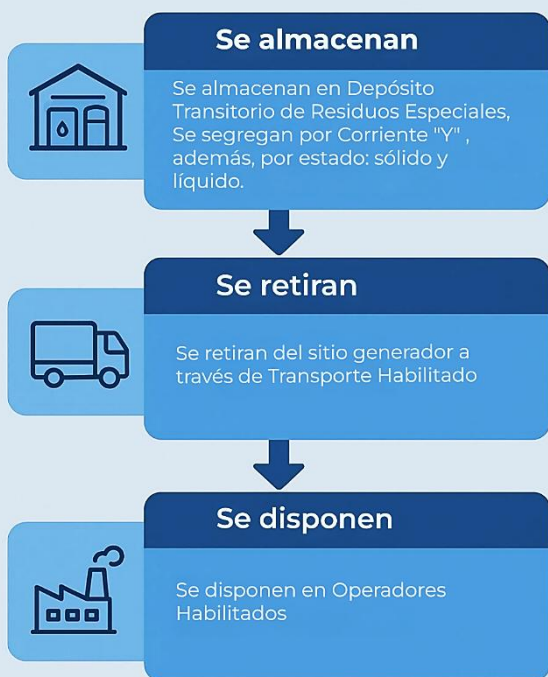 Se almacenan
Se almacenan en Depósito
Transitorio de Residuos Especiales,
Se segregan por Corriente "Y" ,
además, por estado: sólido y
líquido.
Se retiran
Se retiran del sitio generador a
través de Transporte Habilitado
Se disponen
Se disponen en Operadores
Habilitados